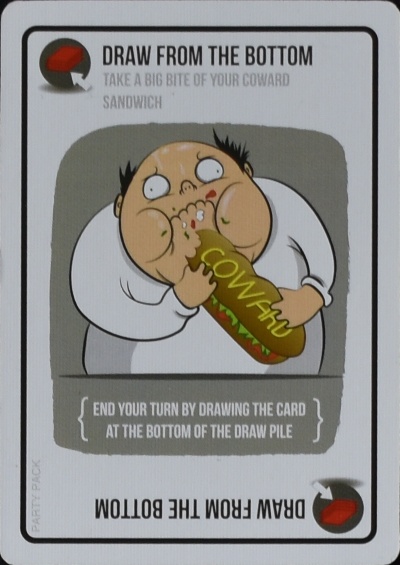 DRAW FROM THE BOTTOM
TAKE A BIG BITE OF YOUR COWARD
SANDWICH
COWARD
{ END YOUR TURN BY DRAWING THE CARD
AT THE BOTTOM OF THE DRAW PILE }
PARTY PACK
DRAW FROM THE BOTTOM